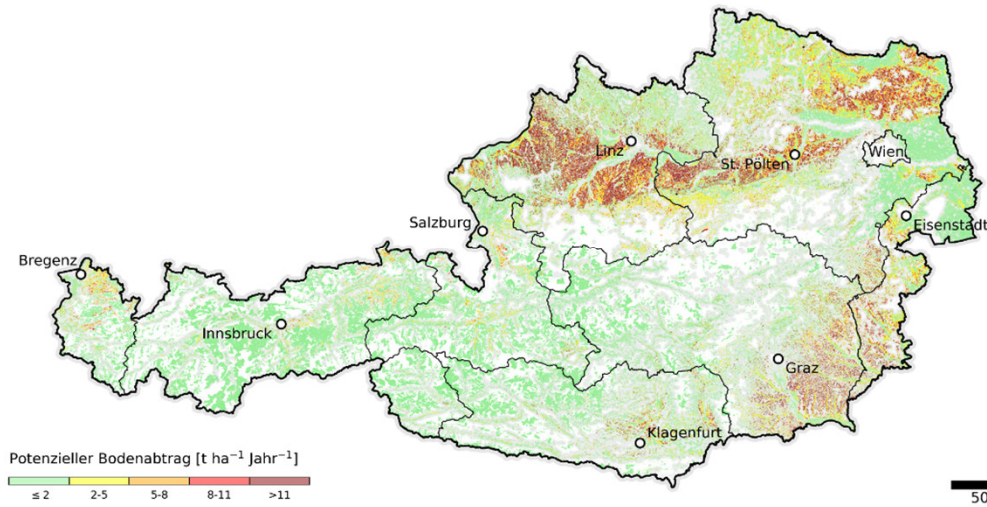 Linz
St. Pölten
Wien
Salzburg
Eisenstadt
Bregenz
Innsbruck
Graz
Klagenfurt
Potenzieller Bodenabtrag [t ha⁻¹ Jahr⁻¹]
≤ 2 2-5 5-8 8-11 >11
50